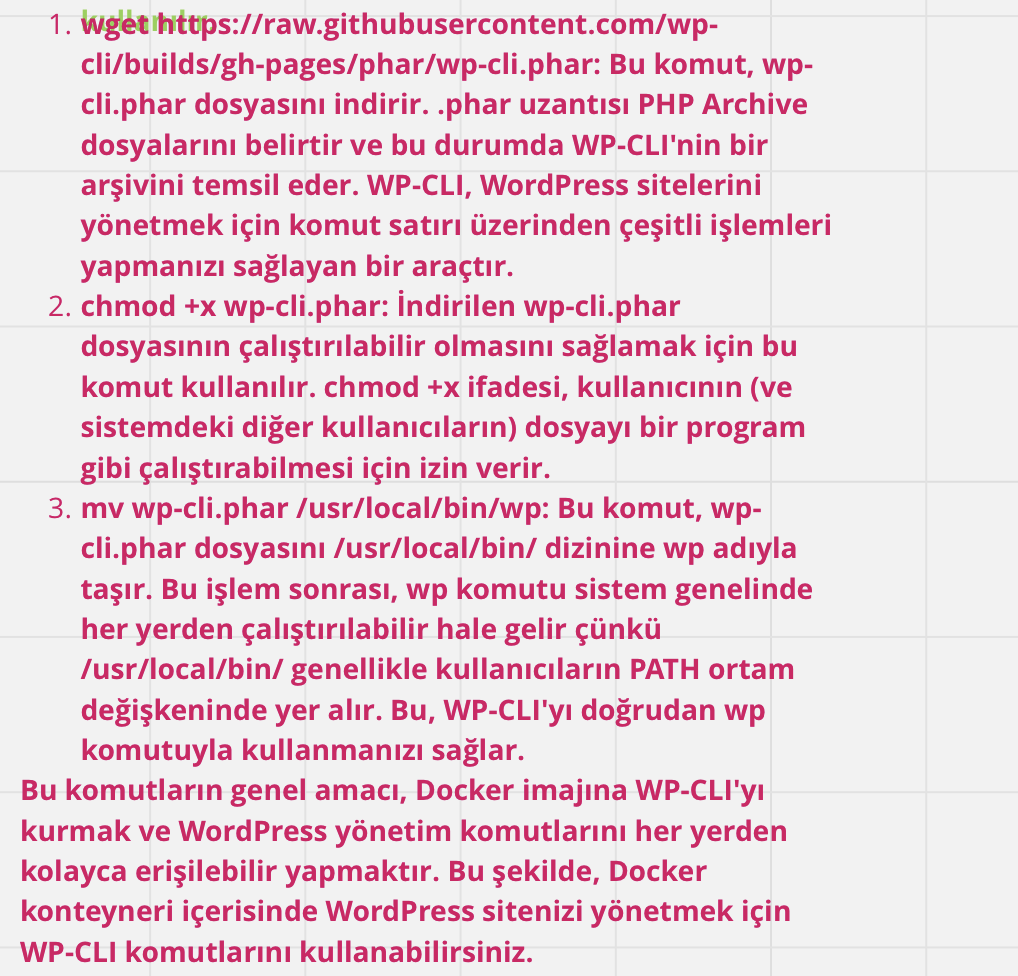 kullanılır
1. wget https://raw.githubusercontent.com/wp-
cli/builds/gh-pages/phar/wp-cli.phar: Bu komut, wp-
cli.phar dosyasını indirir. .phar uzantısı PHP Archive
dosyalarını belirtir ve bu durumda WP-CLI'nin bir
arşivini temsil eder. WP-CLI, WordPress sitelerini
yönetmek için komut satırı üzerinden çeşitli işlemleri
yapmanızı sağlayan bir araçtır.
2. chmod +x wp-cli.phar: İndirilen wp-cli.phar
dosyasının çalıştırılabilir olmasını sağlamak için bu
komut kullanılır. chmod +x ifadesi, kullanıcının (ve
sistemdeki diğer kullanıcıların) dosyayı bir program
gibi çalıştırabilmesi için izin verir.
3. mv wp-cli.phar /usr/local/bin/wp: Bu komut, wp-
cli.phar dosyasını /usr/local/bin/ dizinine wp adıyla
taşır. Bu işlem sonrası, wp komutu sistem genelinde
her yerden çalıştırılabilir hale gelir çünkü
/usr/local/bin/ genellikle kullanıcıların PATH ortam
değişkeninde yer alır. Bu, WP-CLI'yı doğrudan wp
komutuyla kullanmanızı sağlar.
Bu komutların genel amacı, Docker imajına WP-CLI'yı
kurmak ve WordPress yönetim komutlarını her yerden
kolayca erişilebilir yapmaktır. Bu şekilde, Docker
konteyneri içerisinde WordPress sitenizi yönetmek için
WP-CLI komutlarını kullanabilirsiniz.